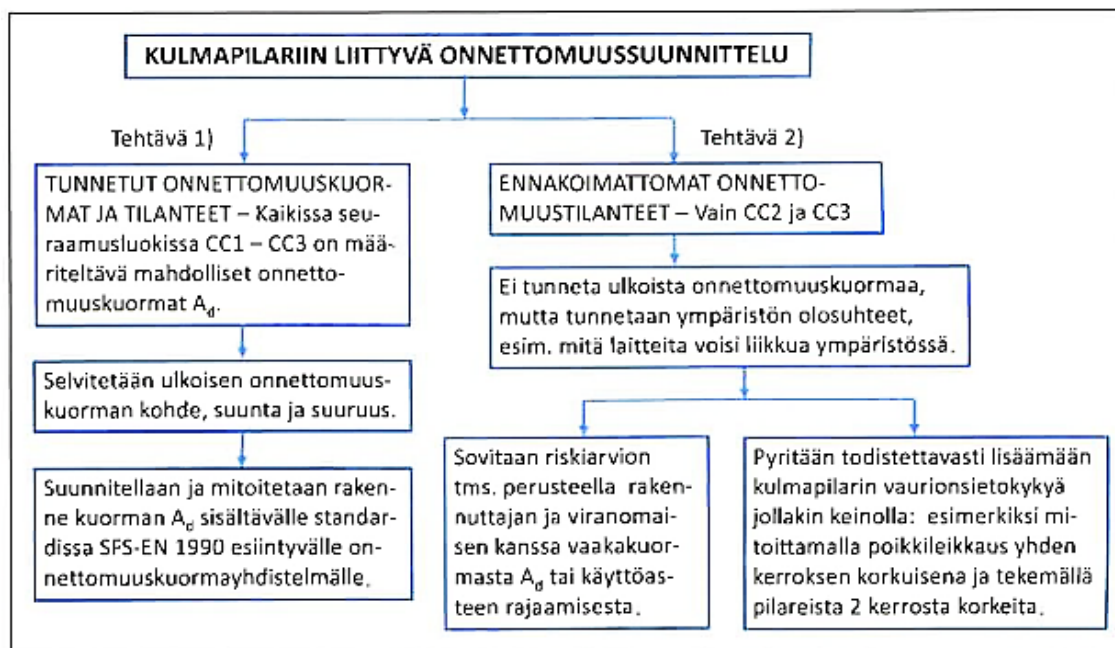 KULMAPILARIIN LIITTYVÄ ONNETTOMUUSSUUNNITTELU
Tehtävä 1)
TUNNETUT ONNETTOMUUSKUOR-
MAT JA TILANTEET – Kaikissa seu-
raamusluokissa CC1 – CC3 on mää-
riteltävä mahdolliset onnetto-
muuskuormat Ad.
Selvitetään ulkoisen onnettomuus-
kuorman kohde, suunta ja suuruus.
Suunnitellaan ja mitoitetaan raken-
ne kuorman Ad sisältävälle standar-
dissa SFS-EN 1990 esiintyvälle on-
nettomuuskuormayhdistelmälle.
Tehtävä 2)
ENNAKOIMATTOMAT ONNETTO-
MUUSTILANTEET – Vain CC2 ja CC3
Ei tunneta ulkoista onnettomuuskuormaa,
mutta tunnetaan ympäristön olosuhteet,
esim. mitä laitteita voisi liikkua ympäristössä.
Sovitaan riskiarvion
tms. perusteella raken-
nuttajan ja viranomai-
sen kanssa vaakakuor-
masta Ad tai käyttöas-
teen rajaamisesta.
Pyritään todistettavasti lisäämään
kulmapilarin vaurionsietokykyä
jollakin keinolla: esimerkiksi mi-
toittamalla poikkileikkaus yhden
kerroksen korkuisena ja tekemällä
pilareista 2 kerrosta korkeita.